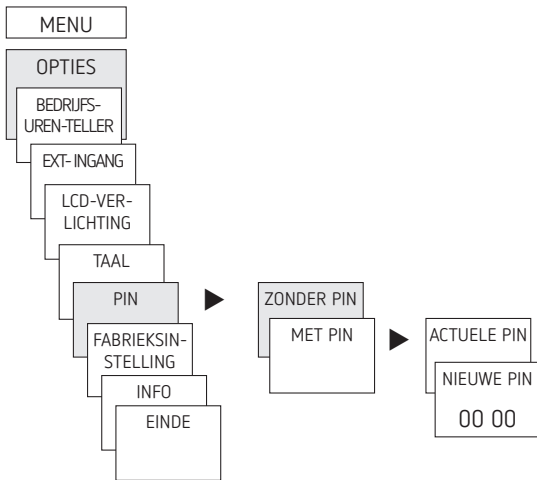 MENU
OPTIES
BEDRIJFS-
UREN-TELLER
EXT-INGANG
LCD-VER-
LICHTING
TAAL
PIN
FABRIEKSIN-
STELLING
INFO
EINDE
ZONDER PIN
MET PIN
ACTUELE PIN
NIEUWE PIN
00 00